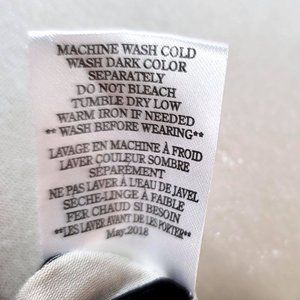 MACHINE WASH COLD
WASH DARK COLOR
SEPARATELY
DO NOT BLEACH
TUMBLE DRY LOW
WARM IRON IF NEEDED
** WASH BEFORE WEARING**
LAVAGE EN MACHINE À FROID
LAVER COULEUR SOMBRE
SÉPARÉMENT
NE PAS LAVER À L'EAU DE JAVEL
SÈCHE-LINGE À FAIBLE
FER CHAUD SI BESOIN
**LES LAVER AVANT DE LES PORTER**
May.2018